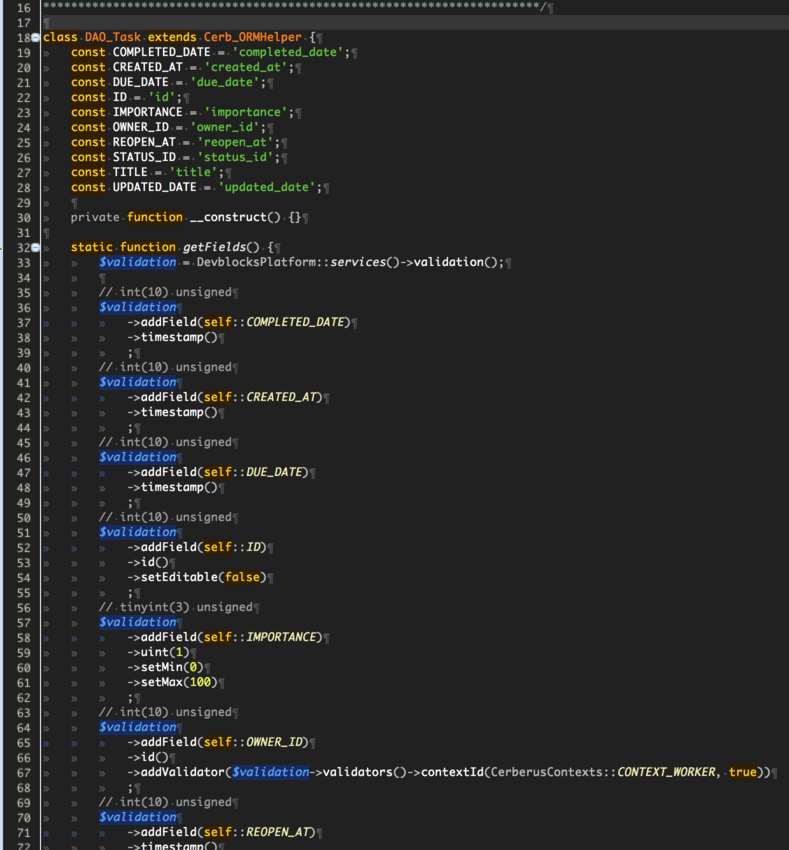 16 ************************************************************************/
17
18 class DAO_Task extends Cerb_ORMHelper {
19 const COMPLETED_DATE = 'completed_date';
20 const CREATED_AT = 'created_at';
21 const DUE_DATE = 'due_date';
22 const ID = 'id';
23 const IMPORTANCE = 'importance';
24 const OWNER_ID = 'owner_id';
25 const REOPEN_AT = 'reopen_at';
26 const STATUS_ID = 'status_id';
27 const TITLE = 'title';
28 const UPDATED_DATE = 'updated_date';
29
30 private function __construct() {}
31
32 static function getFields() {
33 $validation = DevblocksPlatform::services()->validation();
34
35 // int(10) unsigned
36 $validation
37 ->addField(self::COMPLETED_DATE)
38 ->timestamp()
39 ;
40 // int(10) unsigned
41 $validation
42 ->addField(self::CREATED_AT)
43 ->timestamp()
44 ;
45 // int(10) unsigned
46 $validation
47 ->addField(self::DUE_DATE)
48 ->timestamp()
49 ;
50 // int(10) unsigned
51 $validation
52 ->addField(self::ID)
53 ->id()
54 ->setEditable(false)
55 ;
56 // tinyint(3) unsigned
57 $validation
58 ->addField(self::IMPORTANCE)
59 ->uint(1)
60 ->setMin(0)
61 ->setMax(100)
62 ;
63 // int(10) unsigned
64 $validation
65 ->addField(self::OWNER_ID)
66 ->id()
67 ->addValidator($validation->validators()->contextId(CerberusContexts::CONTEXT_WORKER, true))
68 ;
69 // int(10) unsigned
70 $validation
71 ->addField(self::REOPEN_AT)
72 ->timestamp()